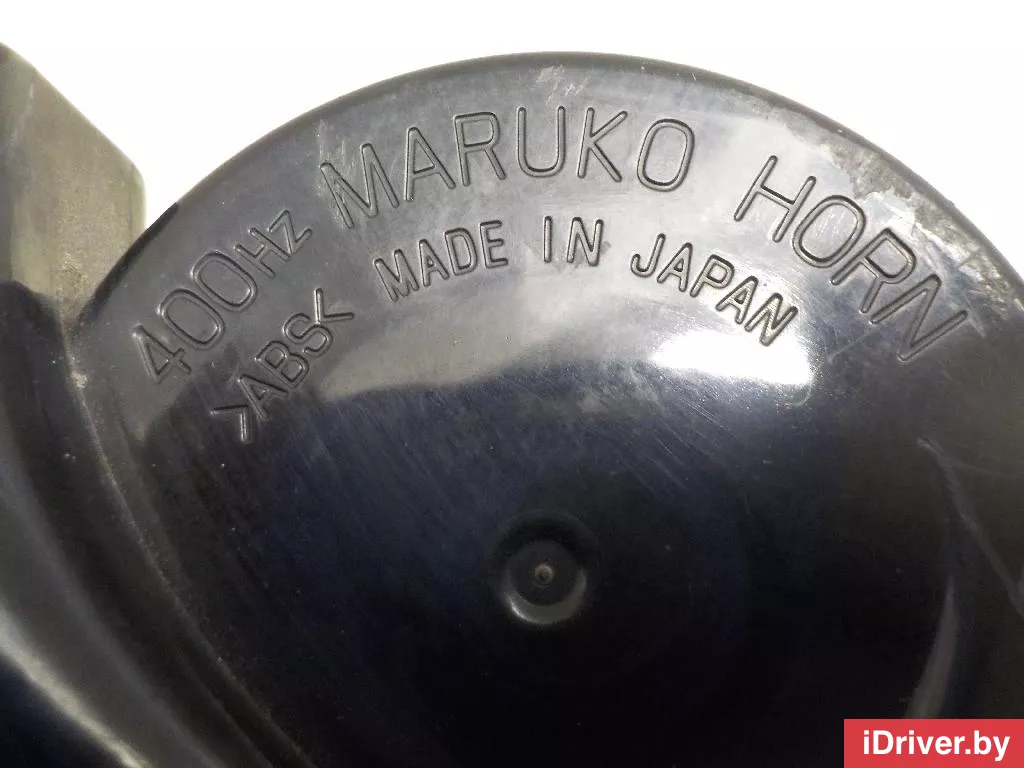 400Hz MARUKO HORN
>ABS< MADE IN JAPAN
iDriver.by